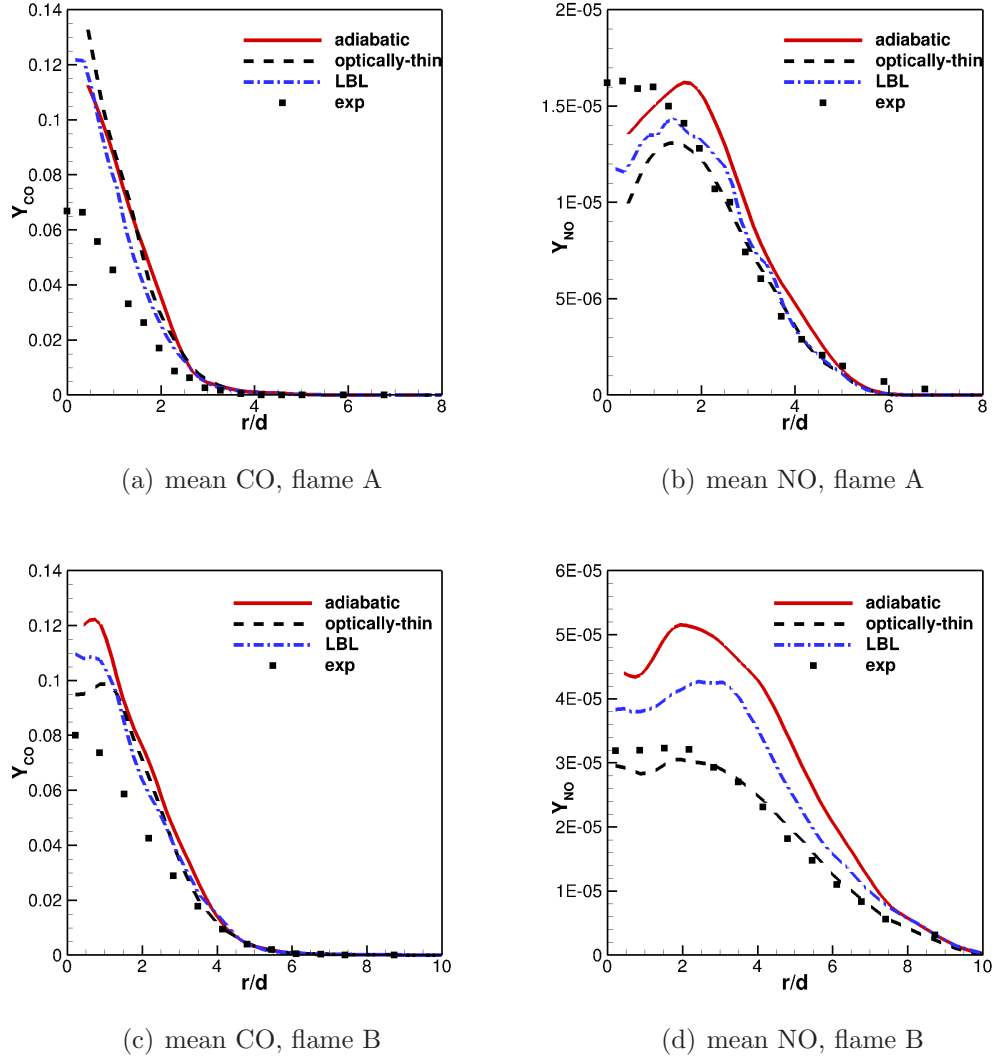 0.14
0.12
0.1
0.08
0.06
0.04
0.02
0
Y_CO
adiabatic
optically-thin
LBL
exp
0 2 4 6 8
r/d
(a) mean CO, flame A
2E-05
1.5E-05
1E-05
5E-06
0
Y_NO
adiabatic
optically-thin
LBL
exp
0 2 4 6 8
r/d
(b) mean NO, flame A
0.14
0.12
0.1
0.08
0.06
0.04
0.02
0
Y_CO
adiabatic
optically-thin
LBL
exp
0 2 4 6 8 10
r/d
(c) mean CO, flame B
6E-05
5E-05
4E-05
3E-05
2E-05
1E-05
0
Y_NO
adiabatic
optically-thin
LBL
exp
0 2 4 6 8 10
r/d
(d) mean NO, flame B